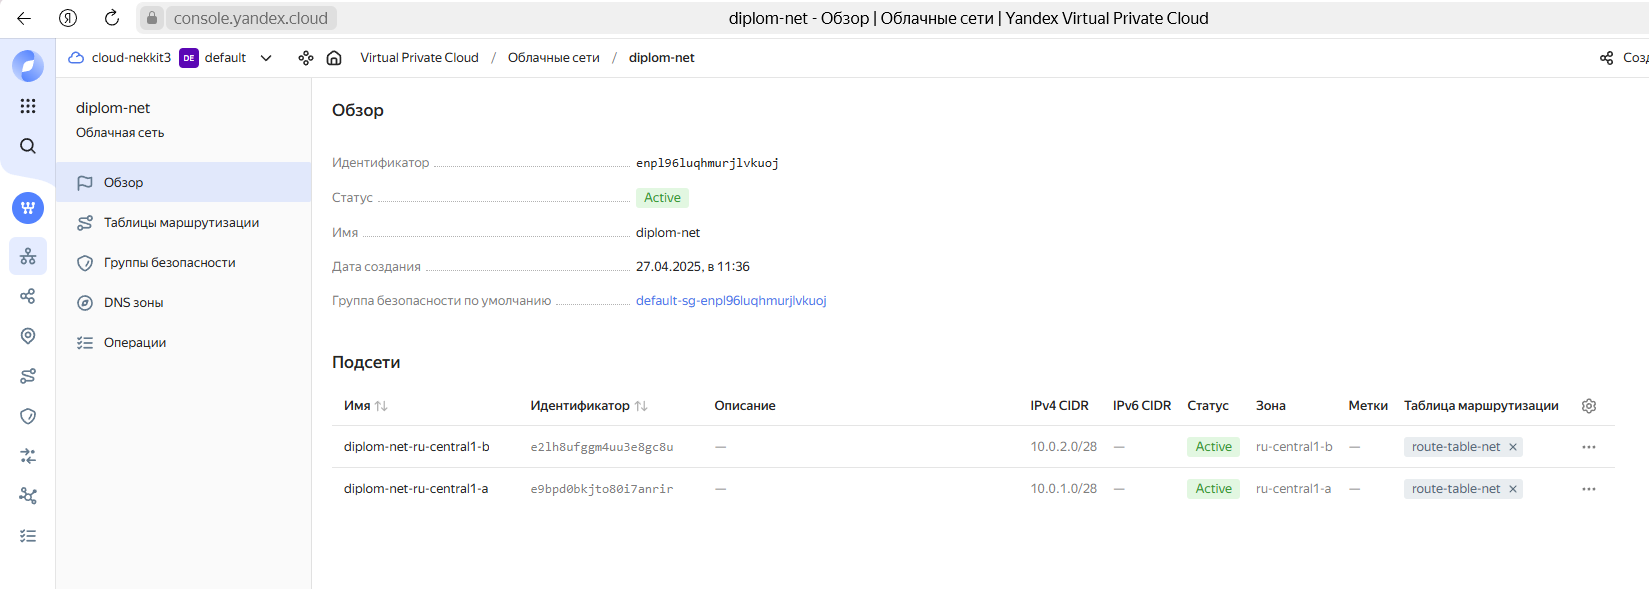 console.yandex.cloud
diplom-net - Обзор | Облачные сети | Yandex Virtual Private Cloud
cloud-nekkit3 DE default Virtual Private Cloud / Облачные сети / diplom-net Созд
diplom-net
Облачная сеть
Обзор
Таблицы маршрутизации
Группы безопасности
DNS зоны
Операции
Обзор
Идентификатор enpl96luqhmurjlvkuoj
Статус Active
Имя diplom-net
Дата создания 27.04.2025, в 11:36
Группа безопасности по умолчанию default-sg-enpl96luqhmurjlvkuoj
Подсети
Имя Идентификатор Описание IPv4 CIDR IPv6 CIDR Статус Зона Метки Таблица маршрутизации
diplom-net-ru-central1-b e2lh8ufggm4uu3e8gc8u — 10.0.2.0/28 — Active ru-central1-b — route-table-net ×
diplom-net-ru-central1-a e9bpd0bkjto80i7anrir — 10.0.1.0/28 — Active ru-central1-a — route-table-net ×